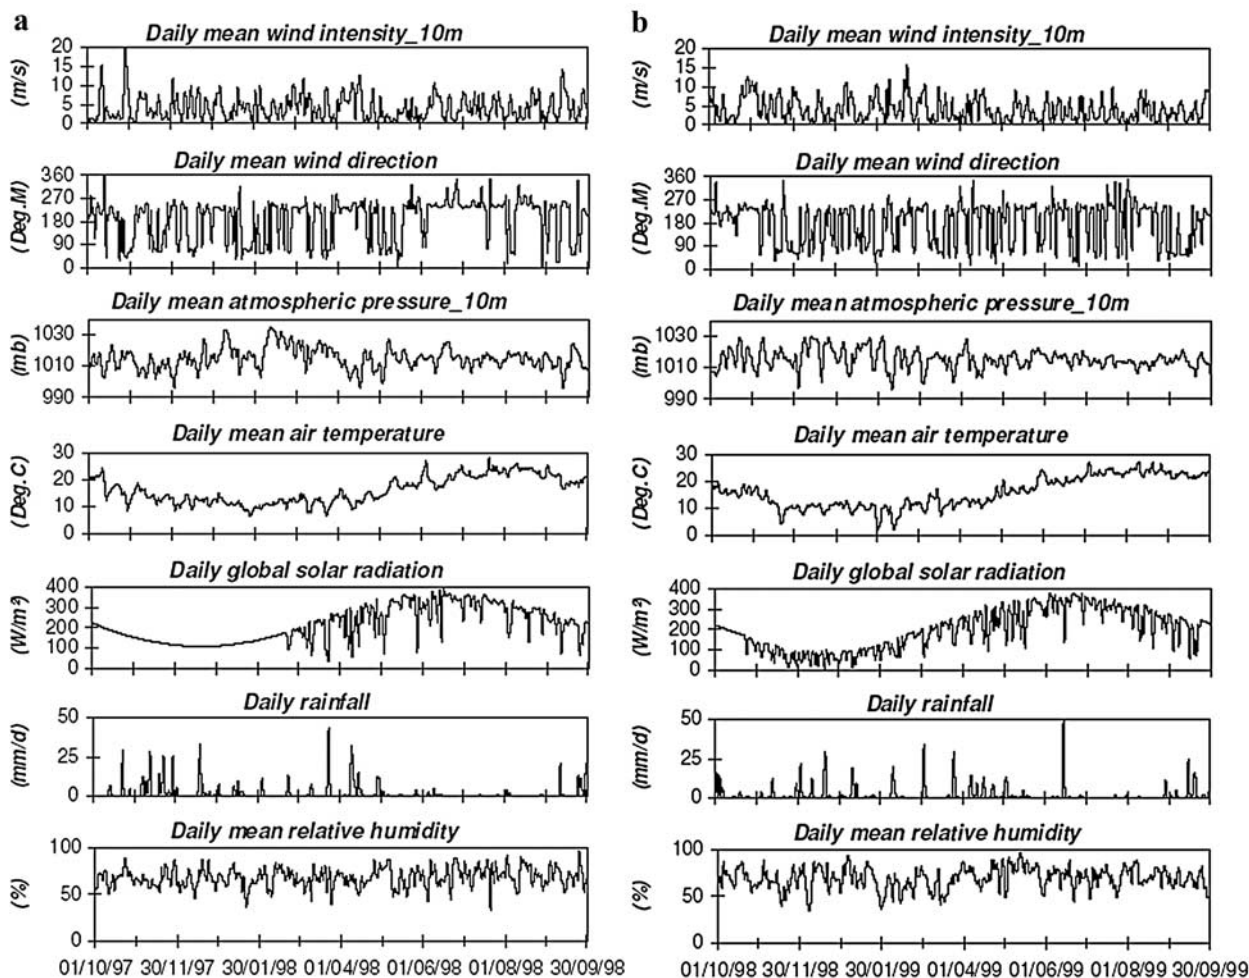 a
Daily mean wind intensity_10m
(m/s)
20
15
10
5
0
Daily mean wind direction
(Deg.M)
360
270
180
90
0
Daily mean atmospheric pressure_10m
(mb)
1030
1010
990
Daily mean air temperature
(Deg.C)
30
20
10
0
Daily global solar radiation
(W/m²)
400
300
200
100
0
Daily rainfall
(mm/d)
50
25
0
Daily mean relative humidity
(%)
100
50
0
01/10/97 30/11/97 30/01/98 01/04/98 01/06/98 01/08/98 30/09/98
b
Daily mean wind intensity_10m
(m/s)
20
15
10
5
0
Daily mean wind direction
(Deg.M)
360
270
180
90
0
Daily mean atmospheric pressure_10m
(mb)
1030
1010
990
Daily mean air temperature
(Deg.C)
30
20
10
0
Daily global solar radiation
(W/m²)
400
300
200
100
0
Daily rainfall
(mm/d)
50
25
0
Daily mean relative humidity
(%)
100
50
0
01/10/98 30/11/98 30/01/99 01/04/99 01/06/99 01/08/99 30/09/99